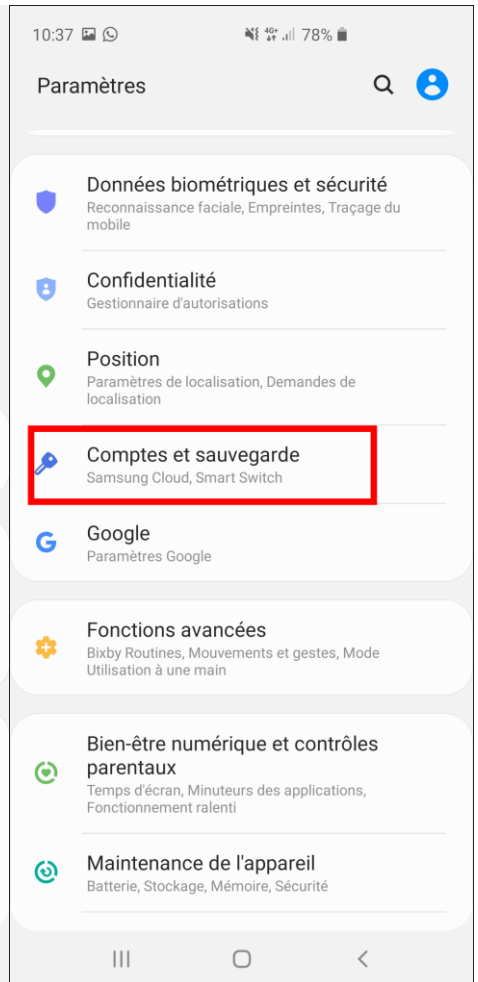 10:37 4G+ 78%
Paramètres
Données biométriques et sécurité
Reconnaissance faciale, Empreintes, Traçage du
mobile
Confidentialité
Gestionnaire d'autorisations
Position
Paramètres de localisation, Demandes de
localisation
Comptes et sauvegarde
Samsung Cloud, Smart Switch
Google
Paramètres Google
Fonctions avancées
Bixby Routines, Mouvements et gestes, Mode
Utilisation à une main
Bien-être numérique et contrôles
parentaux
Temps d'écran, Minuteurs des applications,
Fonctionnement ralenti
Maintenance de l'appareil
Batterie, Stockage, Mémoire, Sécurité